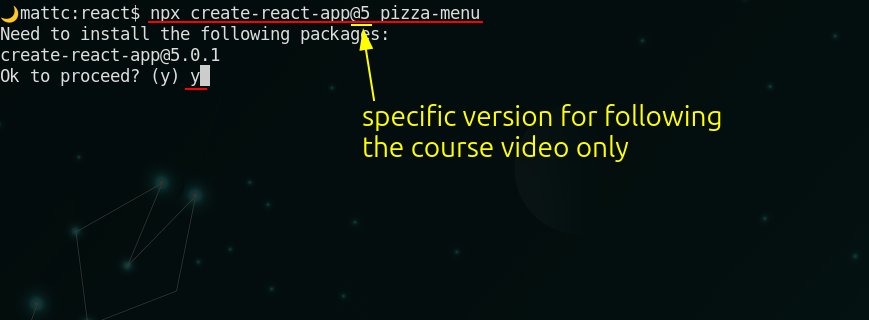 🌙mattc:react$ npx create-react-app@5 pizza-menu
Need to install the following packages:
create-react-app@5.0.1
Ok to proceed? (y) y
specific version for following
the course video only